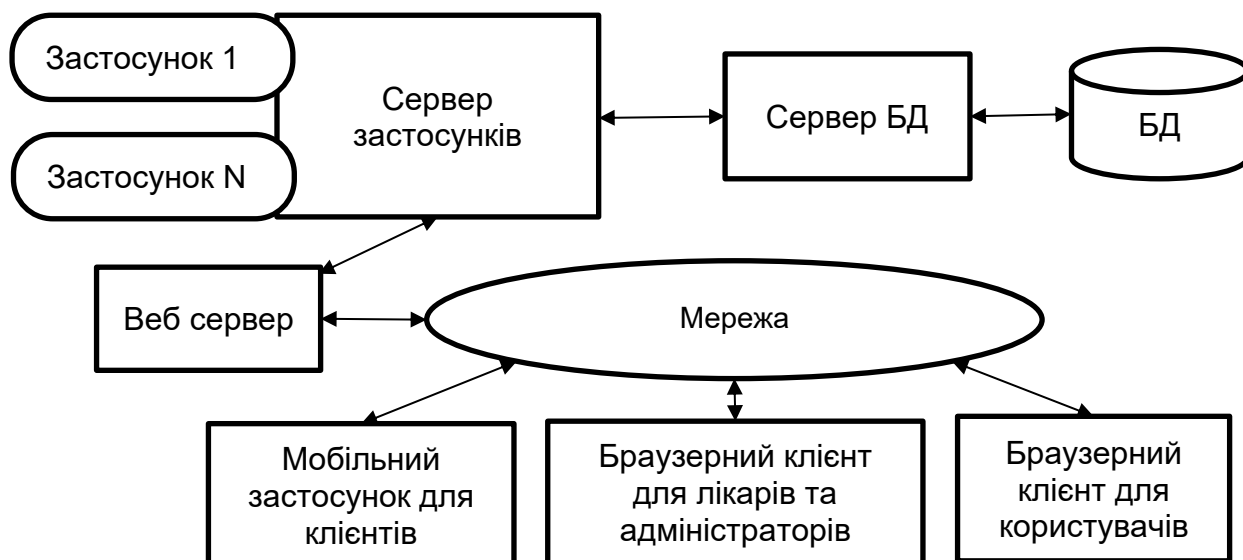 Застосунок 1
Сервер
застосунків
Сервер БД
БД
Застосунок N
Веб сервер
Мережа
Мобільний
застосунок для
клієнтів
Браузерний клієнт
для лікарів та
адміністраторів
Браузерний
клієнт для
користувачів